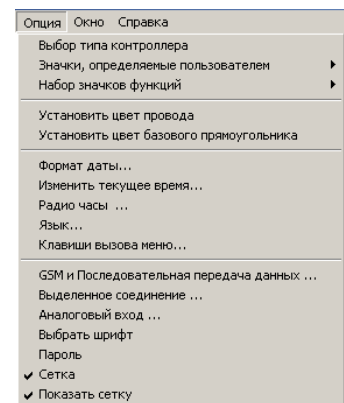 Опция Окно Справка
Выбор типа контроллера
Значки, определяемые пользователем
Набор значков функций
Установить цвет провода
Установить цвет базового прямоугольника
Формат даты...
Изменить текущее время...
Радио часы ...
Язык...
Клавиши вызова меню...
GSM и Последовательная передача данных ...
Выделенное соединение ...
Аналоговый вход ...
Выбрать шрифт
Пароль
Сетка
Показать сетку